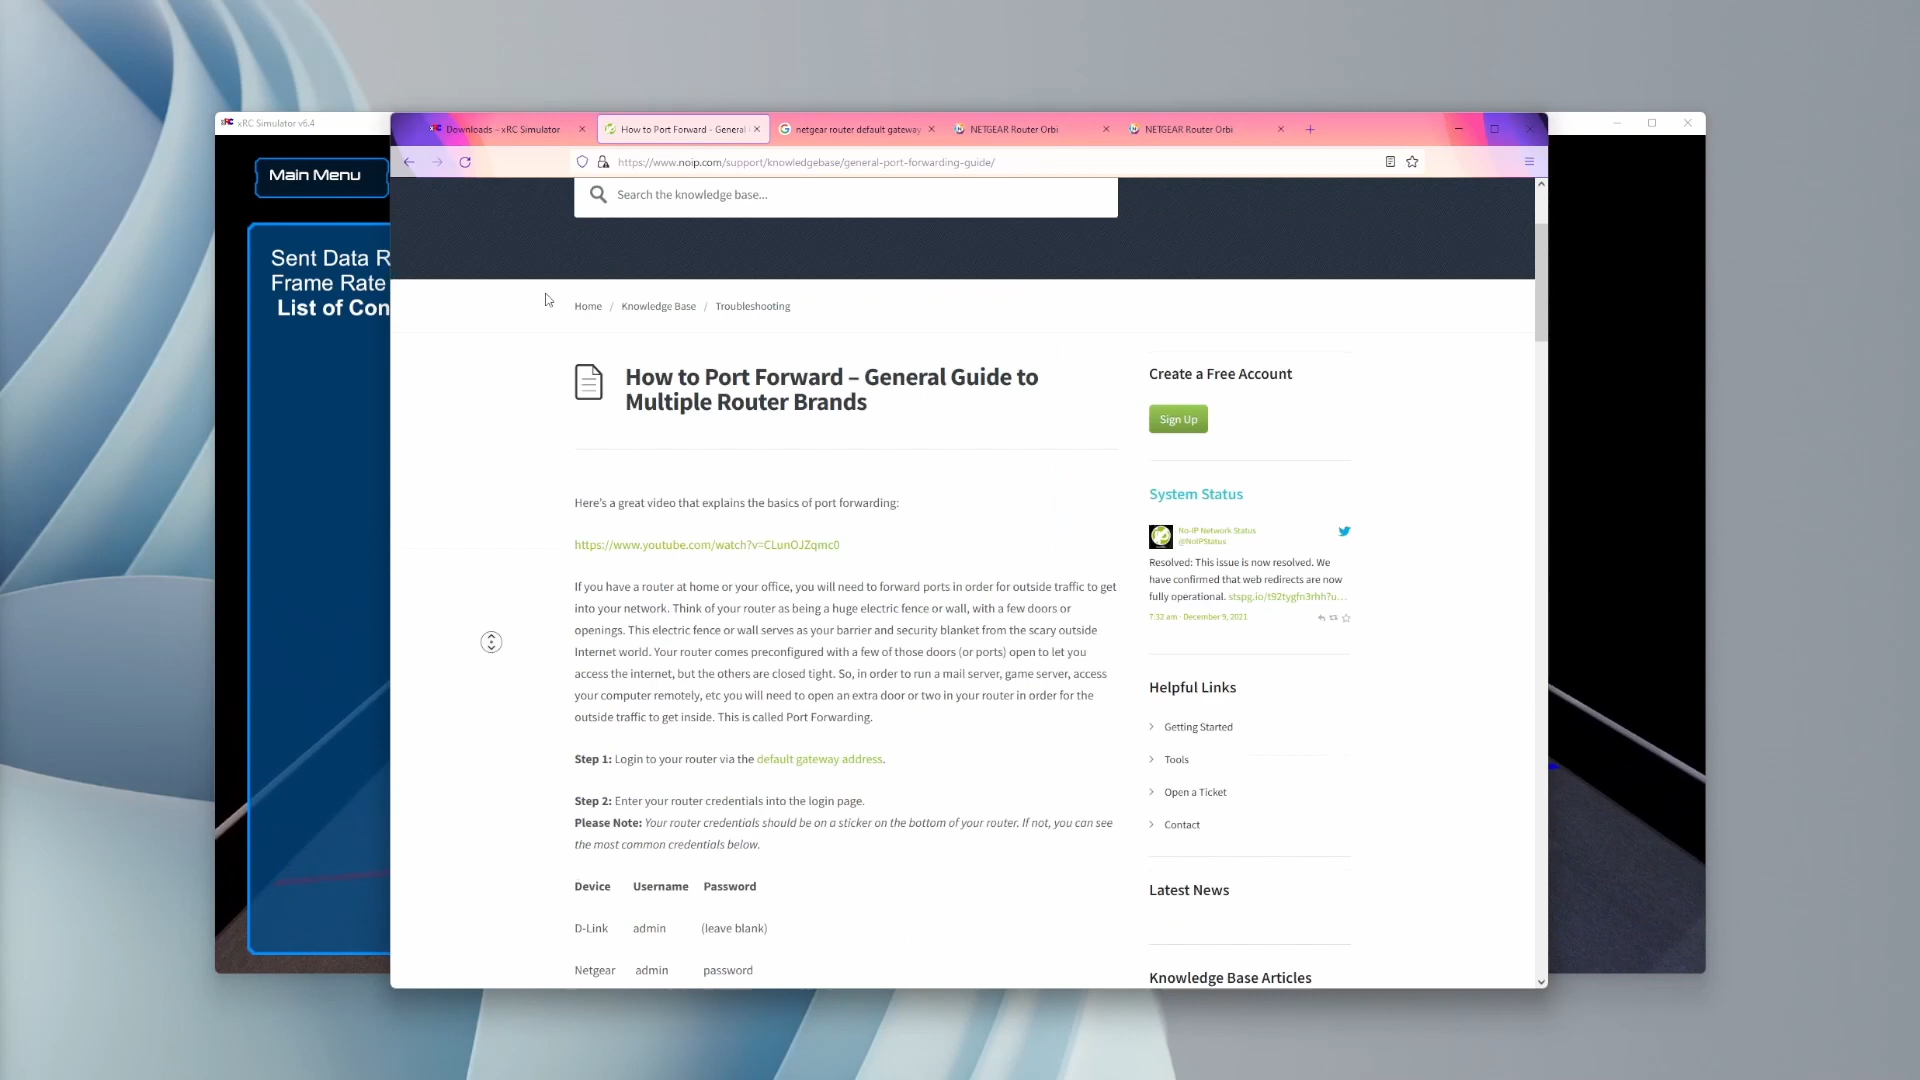 xRC Simulator v6.4
Main Menu
Sent Data R
Frame Rate
List of Con
Downloads - xRC Simulator
How to Port Forward - General
netgear router default gateway
NETGEAR Router Orbi
NETGEAR Router Orbi
https://www.noip.com/support/knowledgebase/general-port-forwarding-guide/
Search the knowledge base...
Home / Knowledge Base / Troubleshooting
How to Port Forward – General Guide to
Multiple Router Brands
Here's a great video that explains the basics of port forwarding:
https://www.youtube.com/watch?v=CLunOJZqmc0
If you have a router at home or your office, you will need to forward ports in order for outside traffic to get
into your network. Think of your router as being a huge electric fence or wall, with a few doors or
openings. This electric fence or wall serves as your barrier and security blanket from the scary outside
Internet world. Your router comes preconfigured with a few of those doors (or ports) open to let you
access the internet, but the others are closed tight. So, in order to run a mail server, game server, access
your computer remotely, etc you will need to open an extra door or two in your router in order for the
outside traffic to get inside. This is called Port Forwarding.
Step 1: Login to your router via the default gateway address.
Step 2: Enter your router credentials into the login page.
Please Note: Your router credentials should be on a sticker on the bottom of your router. If not, you can see
the most common credentials below.
Device Username Password
D-Link admin (leave blank)
Netgear admin password
Create a Free Account
Sign Up
System Status
No-IP Network Status
@NoIPStatus
Resolved: This issue is now resolved. We
have confirmed that web redirects are now
fully operational. stspg.io/t92tygfn3rhh?u…
7:32 am · December 9, 2021
Helpful Links
Getting Started
Tools
Open a Ticket
Contact
Latest News
Knowledge Base Articles